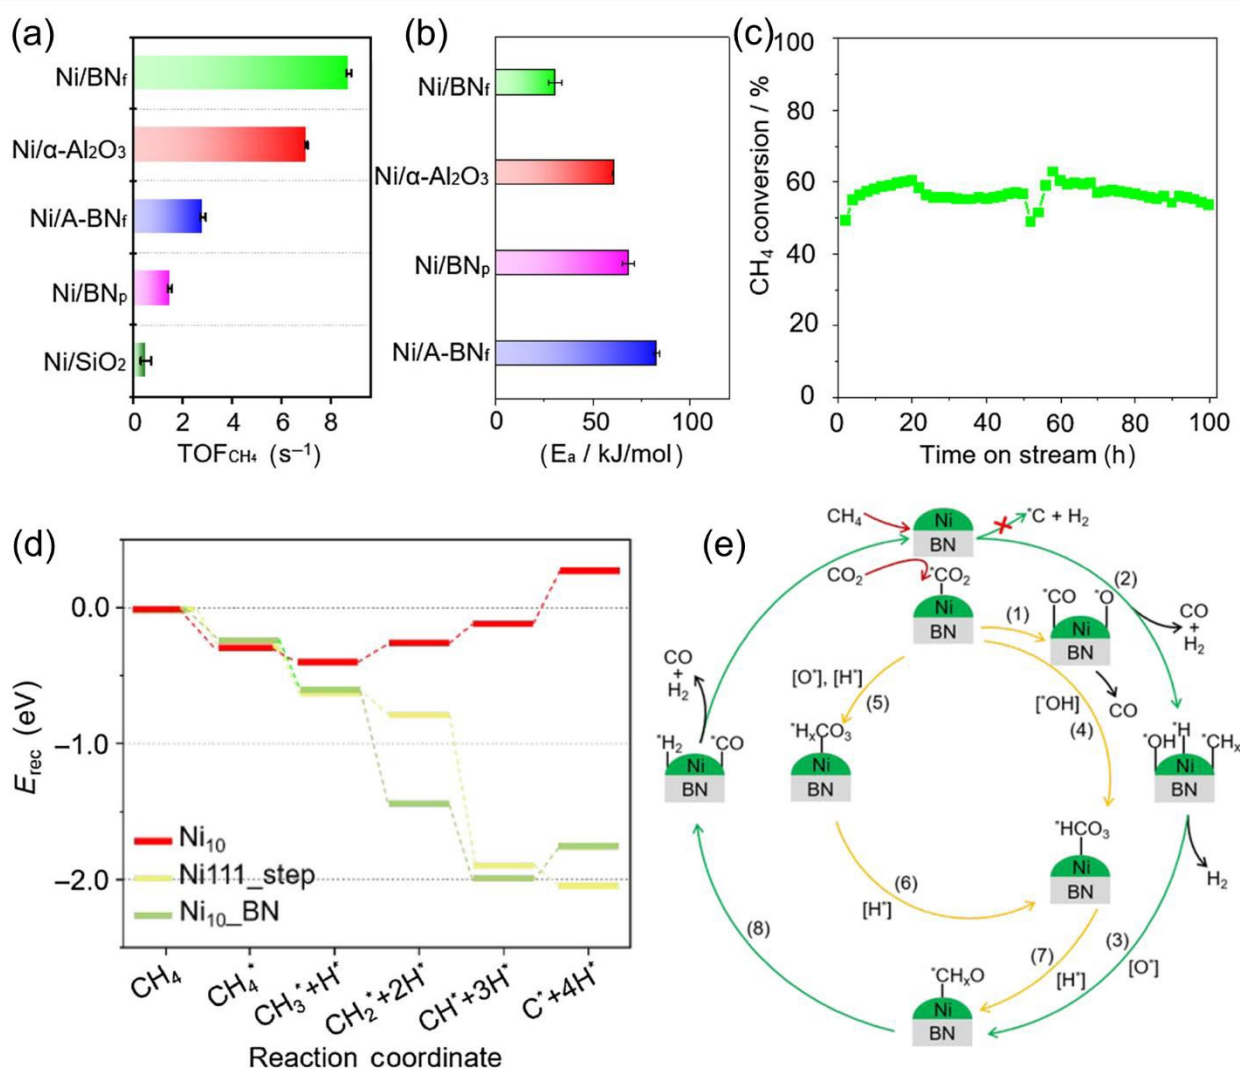 (a)
Ni/BNf
Ni/α-Al2O3
Ni/A-BNf
Ni/BNp
Ni/SiO2
0 2 4 6 8
TOFCH4 (s−1)
(b)
Ni/BNf
Ni/α-Al2O3
Ni/BNp
Ni/A-BNf
0 50 100
(Ea / kJ/mol)
(c)
CH4 conversion / %
100
80
60
40
20
0
0 20 40 60 80 100
Time on stream (h)
(d)
Erec (eV)
0.0
−1.0
−2.0
Ni10
Ni111_step
Ni10_BN
CH4
CH4*
CH3*+H*
CH2*+2H*
CH*+3H*
C*+4H*
Reaction coordinate
(e)
CH4
Ni
BN
*C + H2
CO2
*CO2
Ni
BN
(1)
*CO
*O
Ni
BN
CO
(2)
CO
+
H2
[*OH]
(4)
[O*], [H*]
(5)
*HxCO3
Ni
BN
CO
+
H2
*H2
*CO
Ni
BN
*OH
*H
*CHx
Ni
BN
H2
*HCO3
Ni
BN
(6)
[H*]
(7)
[H*]
(3)
[O*]
(8)
*CHxO
Ni
BN